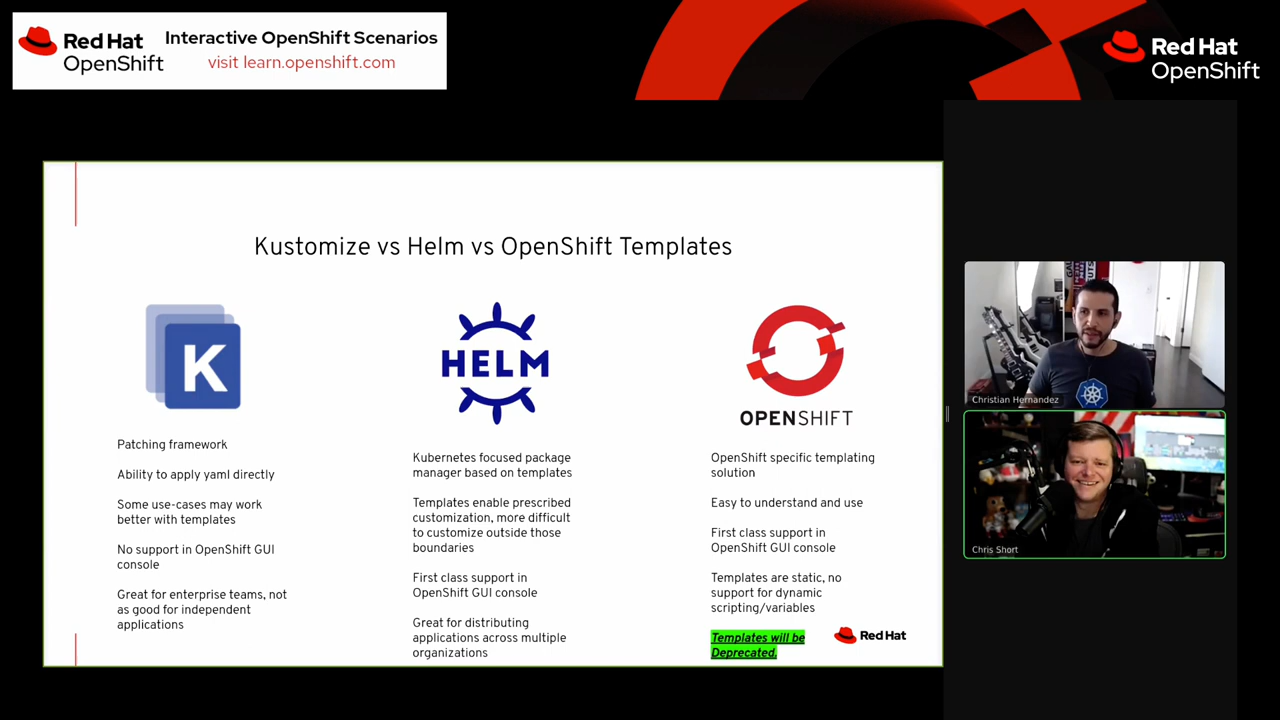 Red Hat
OpenShift
Interactive OpenShift Scenarios
visit learn.openshift.com
Red Hat
OpenShift
Kustomize vs Helm vs OpenShift Templates
K
Patching framework
Ability to apply yaml directly
Some use-cases may work
better with templates
No support in OpenShift GUI
console
Great for enterprise teams, not
as good for independent
applications
HELM
Kubernetes focused package
manager based on templates
Templates enable prescribed
customization, more difficult
to customize outside those
boundaries
First class support in
OpenShift GUI console
Great for distributing
applications across multiple
organizations
OPENSHIFT
OpenShift specific templating
solution
Easy to understand and use
First class support in
OpenShift GUI console
Templates are static, no
support for dynamic
scripting/variables
Templates will be
Deprecated.
Red Hat
Christian Hernandez
Chris Short